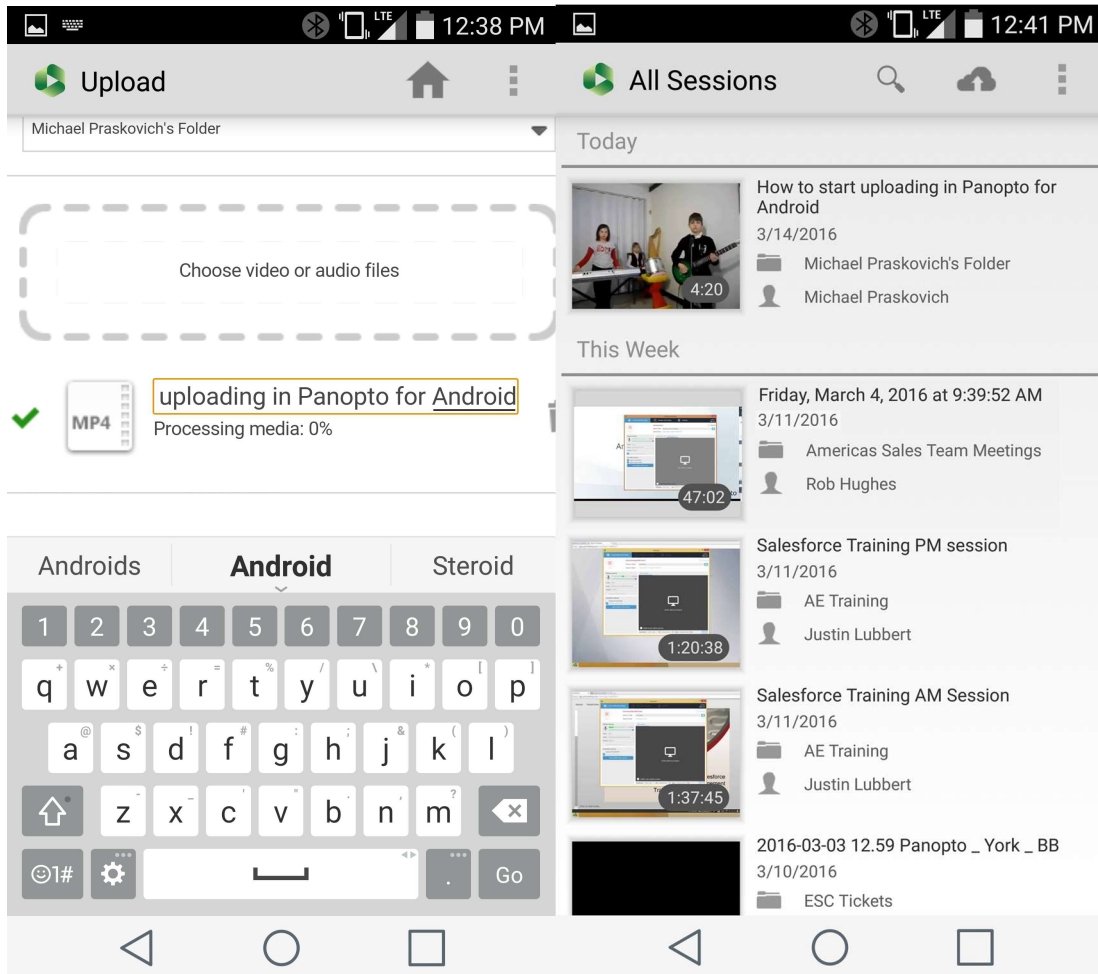 LTE 12:38 PM
Upload
Michael Praskovich's Folder
Choose video or audio files
MP4
uploading in Panopto for Android
Processing media: 0%
Androids Android Steroid
1 2 3 4 5 6 7 8 9 0
+ × ÷ = % / \ * [ ]
q w e r t y u i o p
@ $ ! # : ; & ( )
a s d f g h j k l
- _ ' " , ?
z x c v b n m
1# . Go
LTE 12:41 PM
All Sessions
Today
How to start uploading in Panopto for
Android
3/14/2016
Michael Praskovich's Folder
Michael Praskovich
4:20
This Week
Friday, March 4, 2016 at 9:39:52 AM
3/11/2016
Americas Sales Team Meetings
Rob Hughes
47:02
Salesforce Training PM session
3/11/2016
AE Training
Justin Lubbert
1:20:38
Salesforce Training AM Session
3/11/2016
AE Training
Justin Lubbert
1:37:45
2016-03-03 12.59 Panopto _ York _ BB
3/10/2016
ESC Tickets